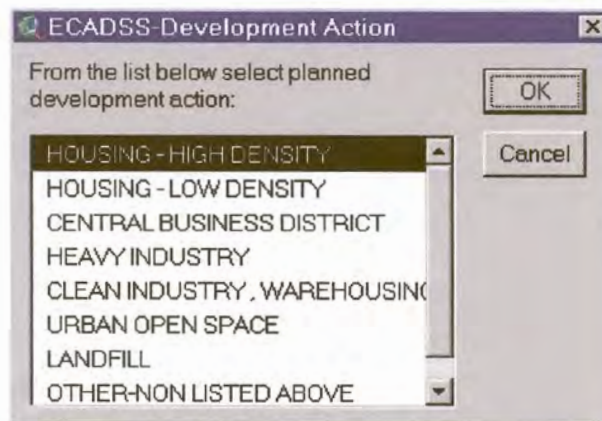 ECADSS-Development Action
From the list below select planned
development action:
OK
Cancel
HOUSING - HIGH DENSITY
HOUSING - LOW DENSITY
CENTRAL BUSINESS DISTRICT
HEAVY INDUSTRY
CLEAN INDUSTRY , WAREHOUSING
URBAN OPEN SPACE
LANDFILL
OTHER-NON LISTED ABOVE